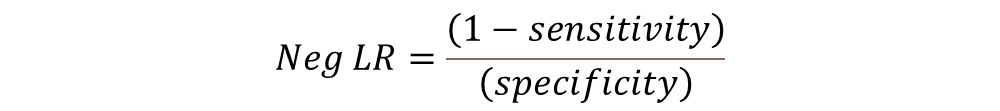 Neg LR = (1 − sensitivity)
(specificity)